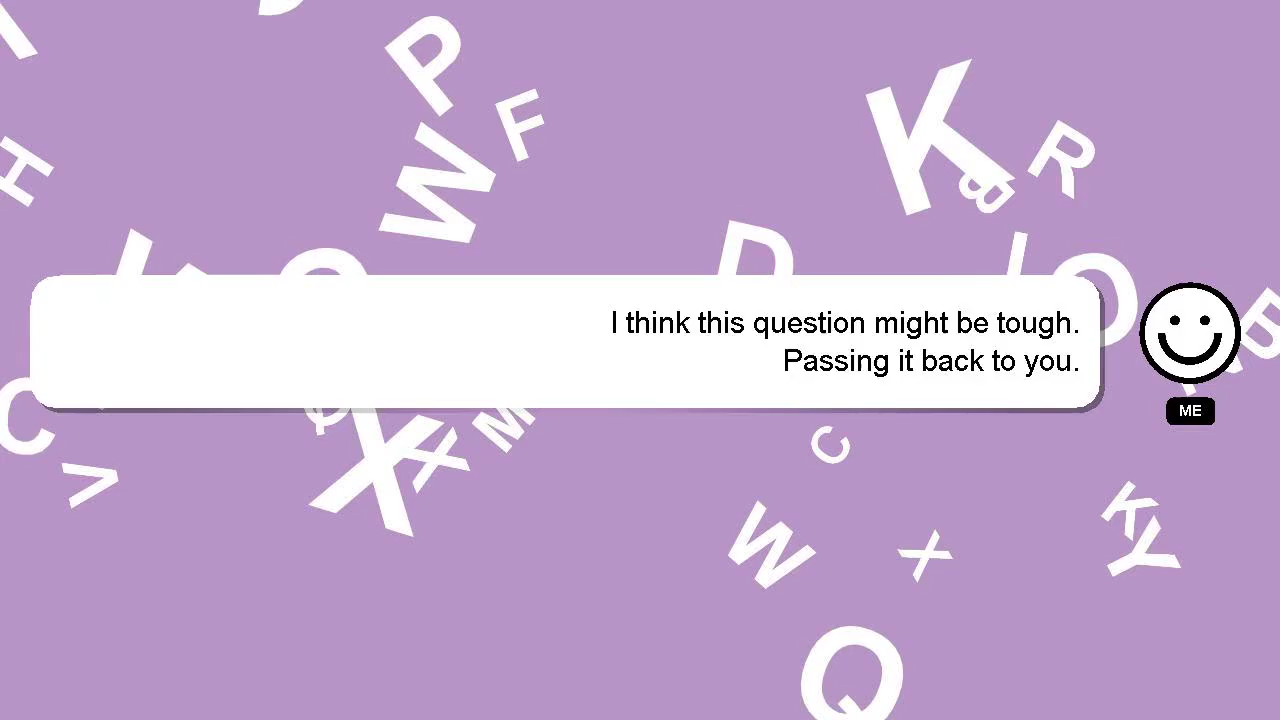 I think this question might be tough.
Passing it back to you.
ME
P
F
W
K
R
B
H
D
O
C
V
X
X
M
C
W
X
K
Y
Q
B